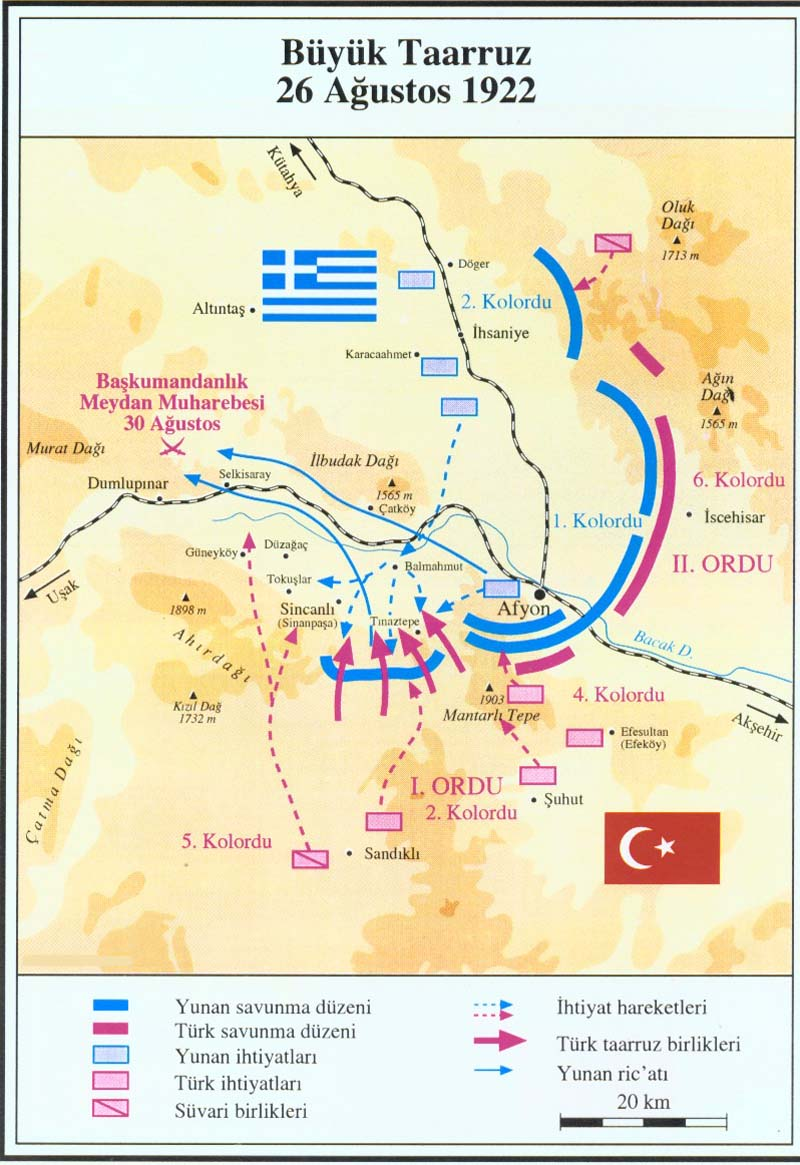 Büyük Taarruz
26 Ağustos 1922
Kütahya
Oluk
Dağı
1713 m
Döger
2. Kolordu
Altıntaş
İhsaniye
Karacaahmet
Başkumandanlık
Meydan Muharebesi
30 Ağustos
Ağın
Dağı
1565 m
Murat Dağı
İlbudak Dağı
1565 m
Selkisaray
Dumlupınar
Çatköy
6. Kolordu
1. Kolordu
İscehisar
Güneyköy
Düzağaç
II. ORDU
Balmahmut
Tokuşlar
Uşak
1898 m
Sincanlı
(Sinanpaşa)
Afyon
Tınaztepe
Ahırdağı
Bacak D.
Kızıl Dağ
1732 m
1903
Mantarlı Tepe
4. Kolordu
Akşehir
Efesultan
(Efeköy)
Çatma Dağı
I. ORDU
2. Kolordu
Şuhut
5. Kolordu
Sandıklı
Yunan savunma düzeni
Türk savunma düzeni
Yunan ihtiyatları
Türk ihtiyatları
Süvari birlikleri
İhtiyat hareketleri
Türk taarruz birlikleri
Yunan ric'atı
20 km